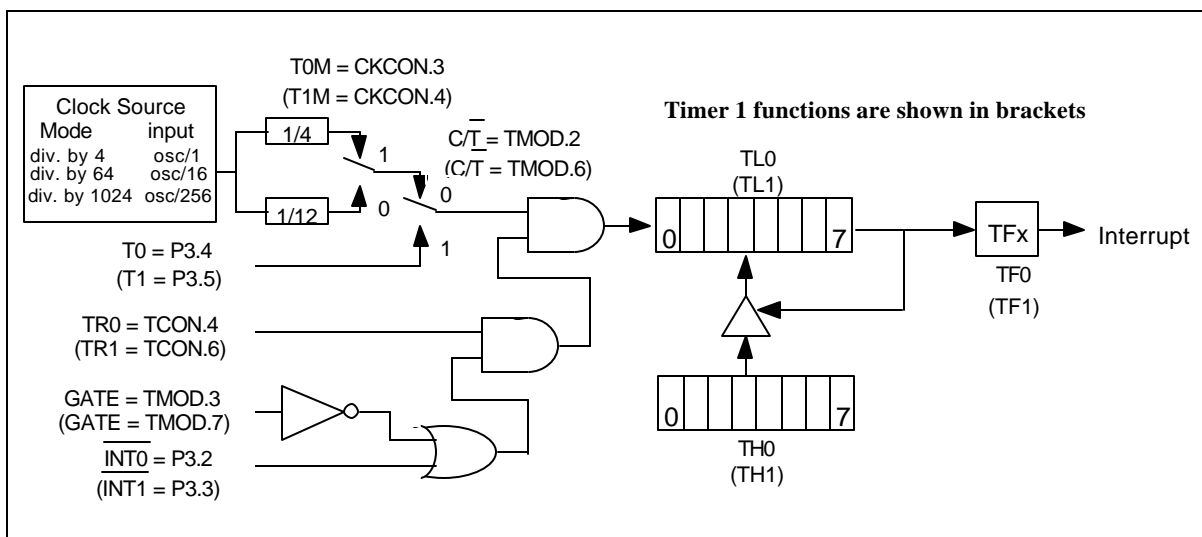 T0M = CKCON.3
(T1M = CKCON.4)
Clock Source
Mode input
div. by 4 osc/1
div. by 64 osc/16
div. by 1024 osc/256
1/4
1/12
1
0
C/T = TMOD.2
(C/T = TMOD.6)
0
1
T0 = P3.4
(T1 = P3.5)
TR0 = TCON.4
(TR1 = TCON.6)
GATE = TMOD.3
(GATE = TMOD.7)
INT0 = P3.2
(INT1 = P3.3)
Timer 1 functions are shown in brackets
TL0
(TL1)
0 7
TFx
Interrupt
TF0
(TF1)
0 7
TH0
(TH1)